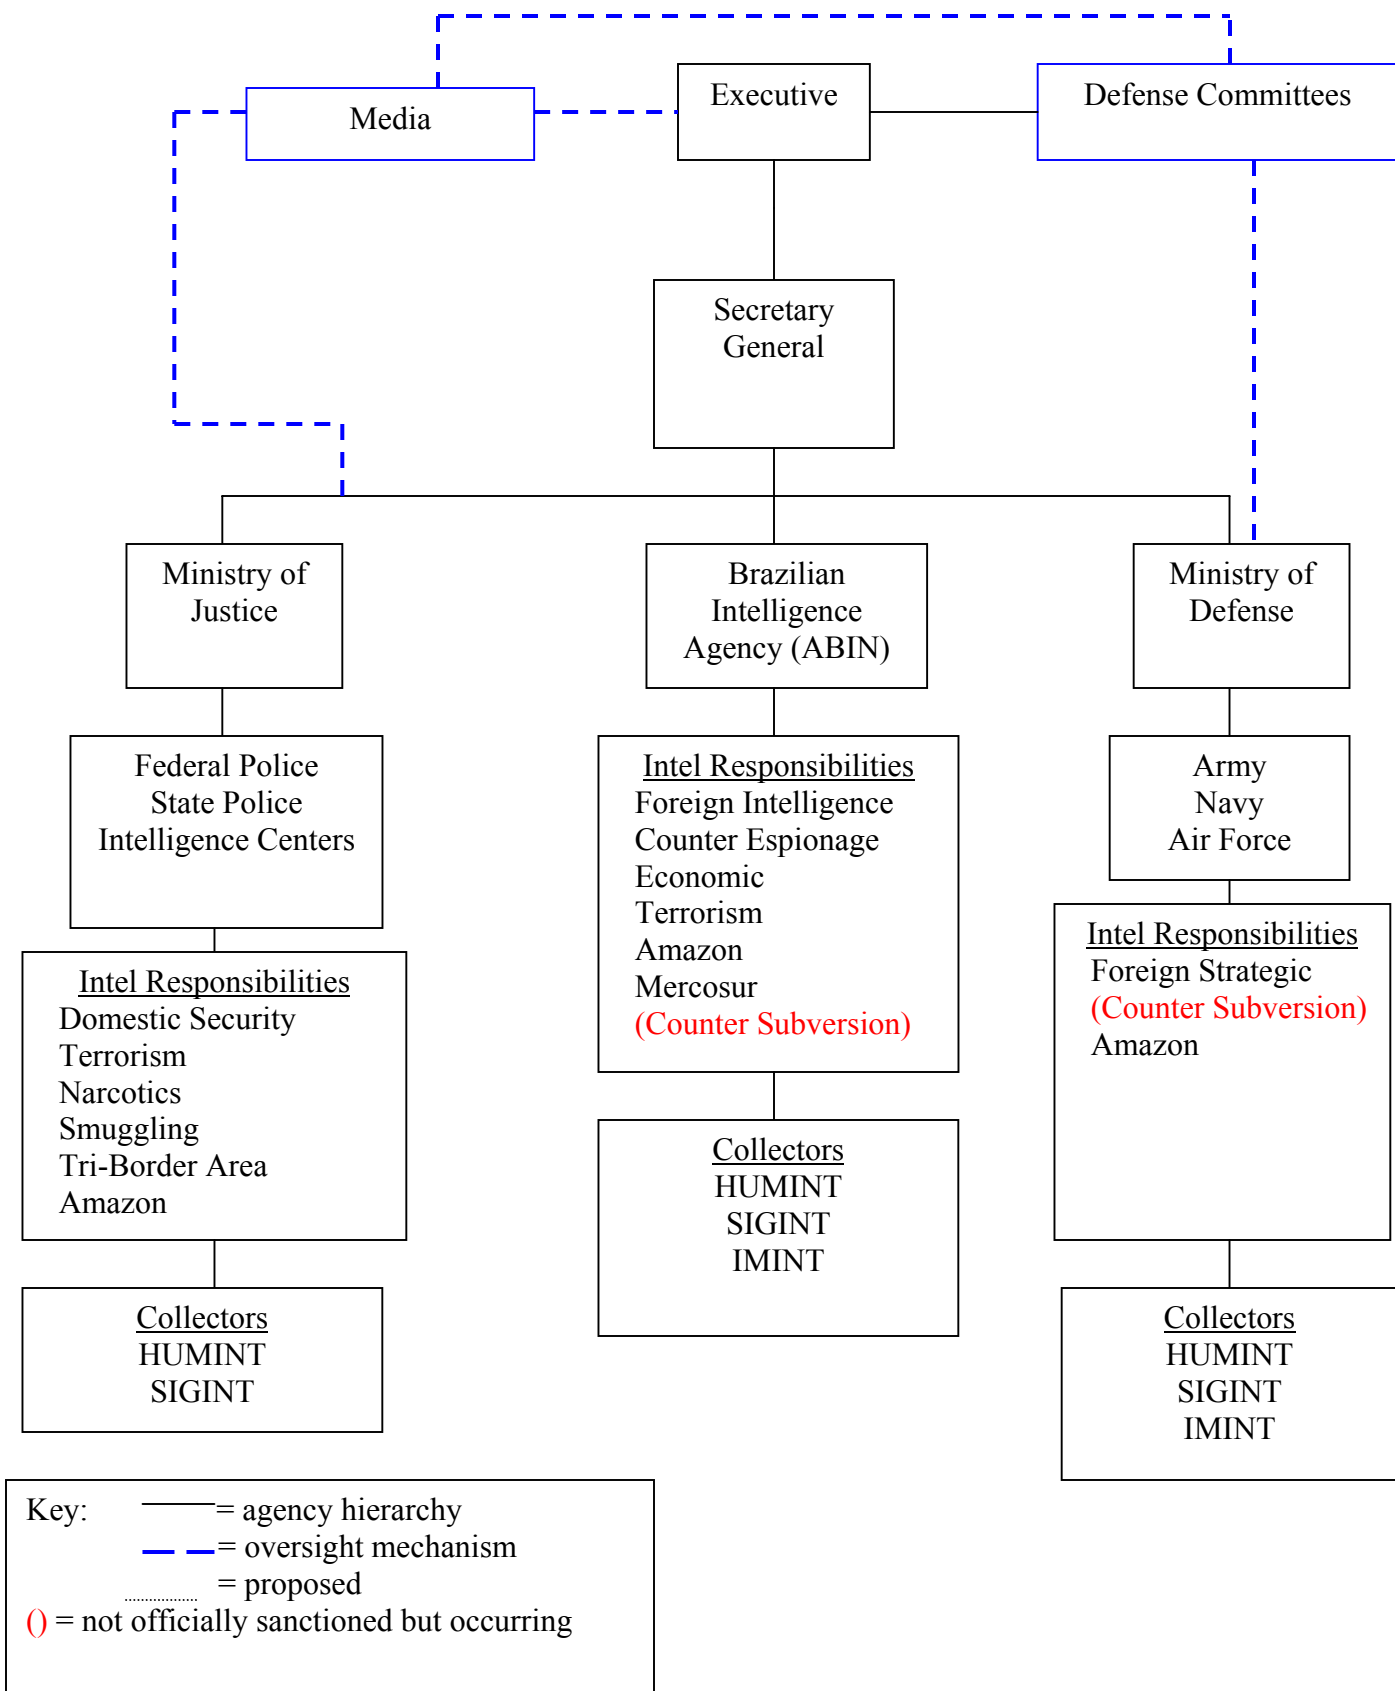 Media
Executive
Defense Committees
Secretary
General
Ministry of
Justice
Brazilian
Intelligence
Agency (ABIN)
Ministry of
Defense
Federal Police
State Police
Intelligence Centers
Intel Responsibilities
Domestic Security
Terrorism
Narcotics
Smuggling
Tri-Border Area
Amazon
Collectors
HUMINT
SIGINT
Intel Responsibilities
Foreign Intelligence
Counter Espionage
Economic
Terrorism
Amazon
Mercosur
(Counter Subversion)
Collectors
HUMINT
SIGINT
IMINT
Army
Navy
Air Force
Intel Responsibilities
Foreign Strategic
(Counter Subversion)
Amazon
Collectors
HUMINT
SIGINT
IMINT
Key:
= agency hierarchy
= oversight mechanism
= proposed
() = not officially sanctioned but occurring